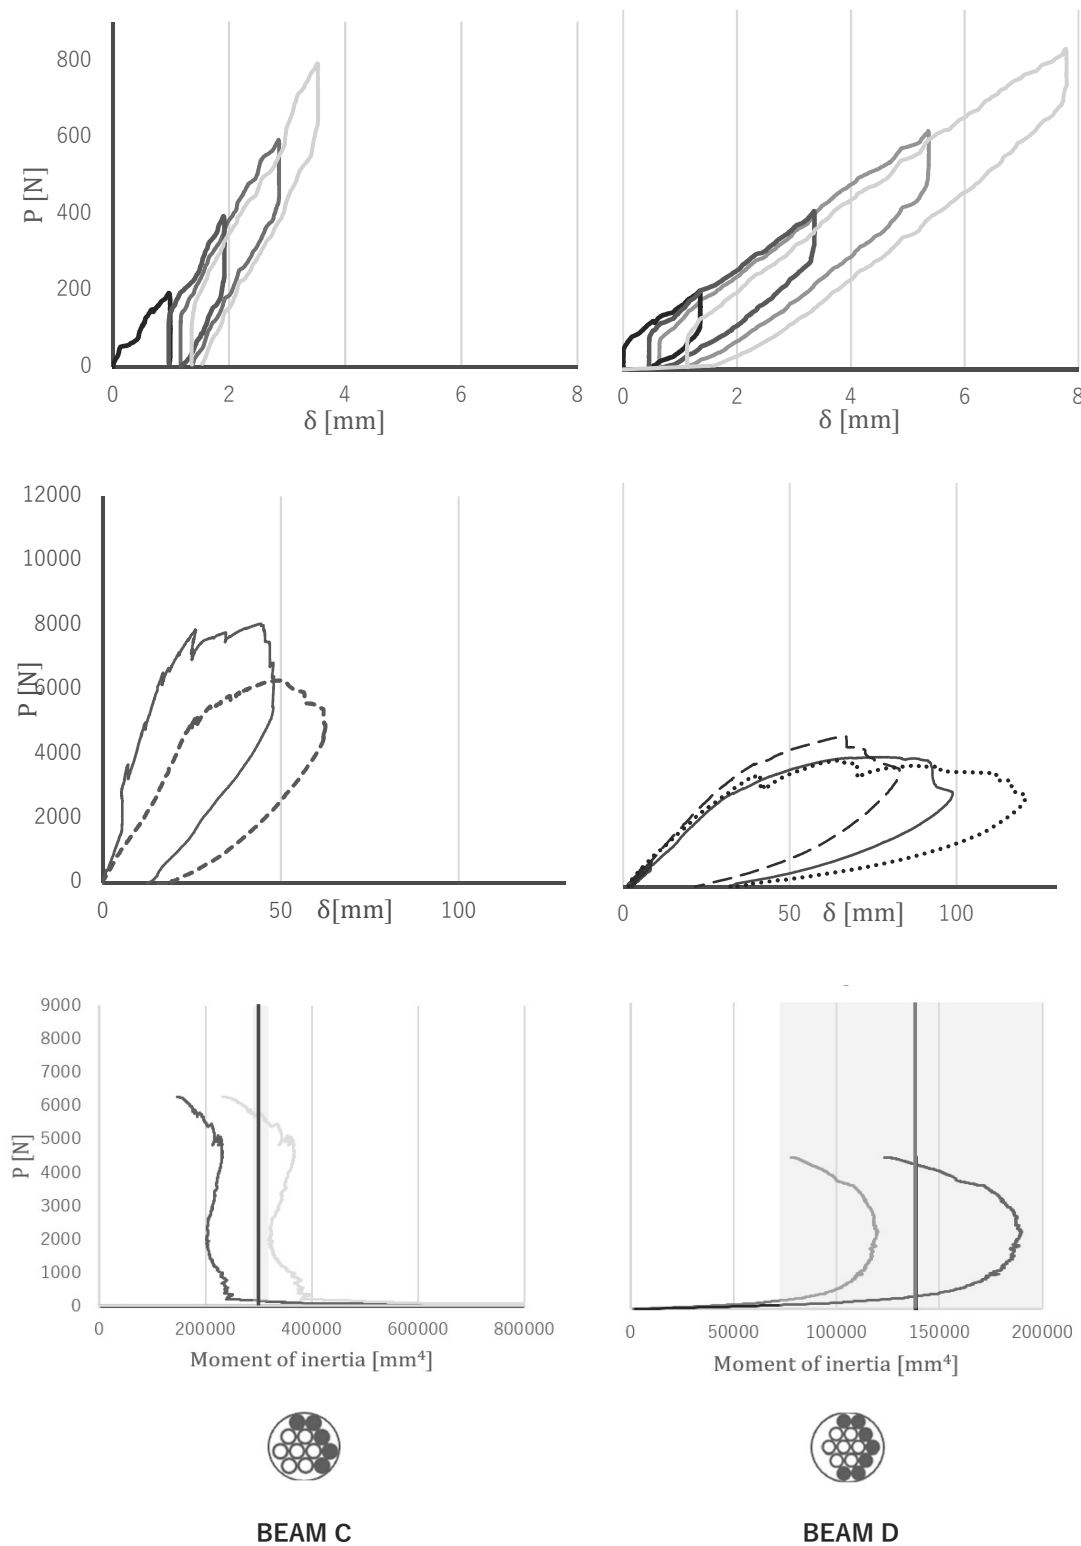 800
600
400
200
0
P [N]
0 2 4 6 8
δ [mm]
0 2 4 6 8
δ [mm]
12000
10000
8000
6000
4000
2000
0
P [N]
0 50 δ[mm] 100
0 50 δ [mm] 100
9000
8000
7000
6000
5000
4000
3000
2000
1000
0
P [N]
0 200000 400000 600000 800000
Moment of inertia [mm⁴]
0 50000 100000 150000 200000
Moment of inertia [mm⁴]
BEAM C
BEAM D